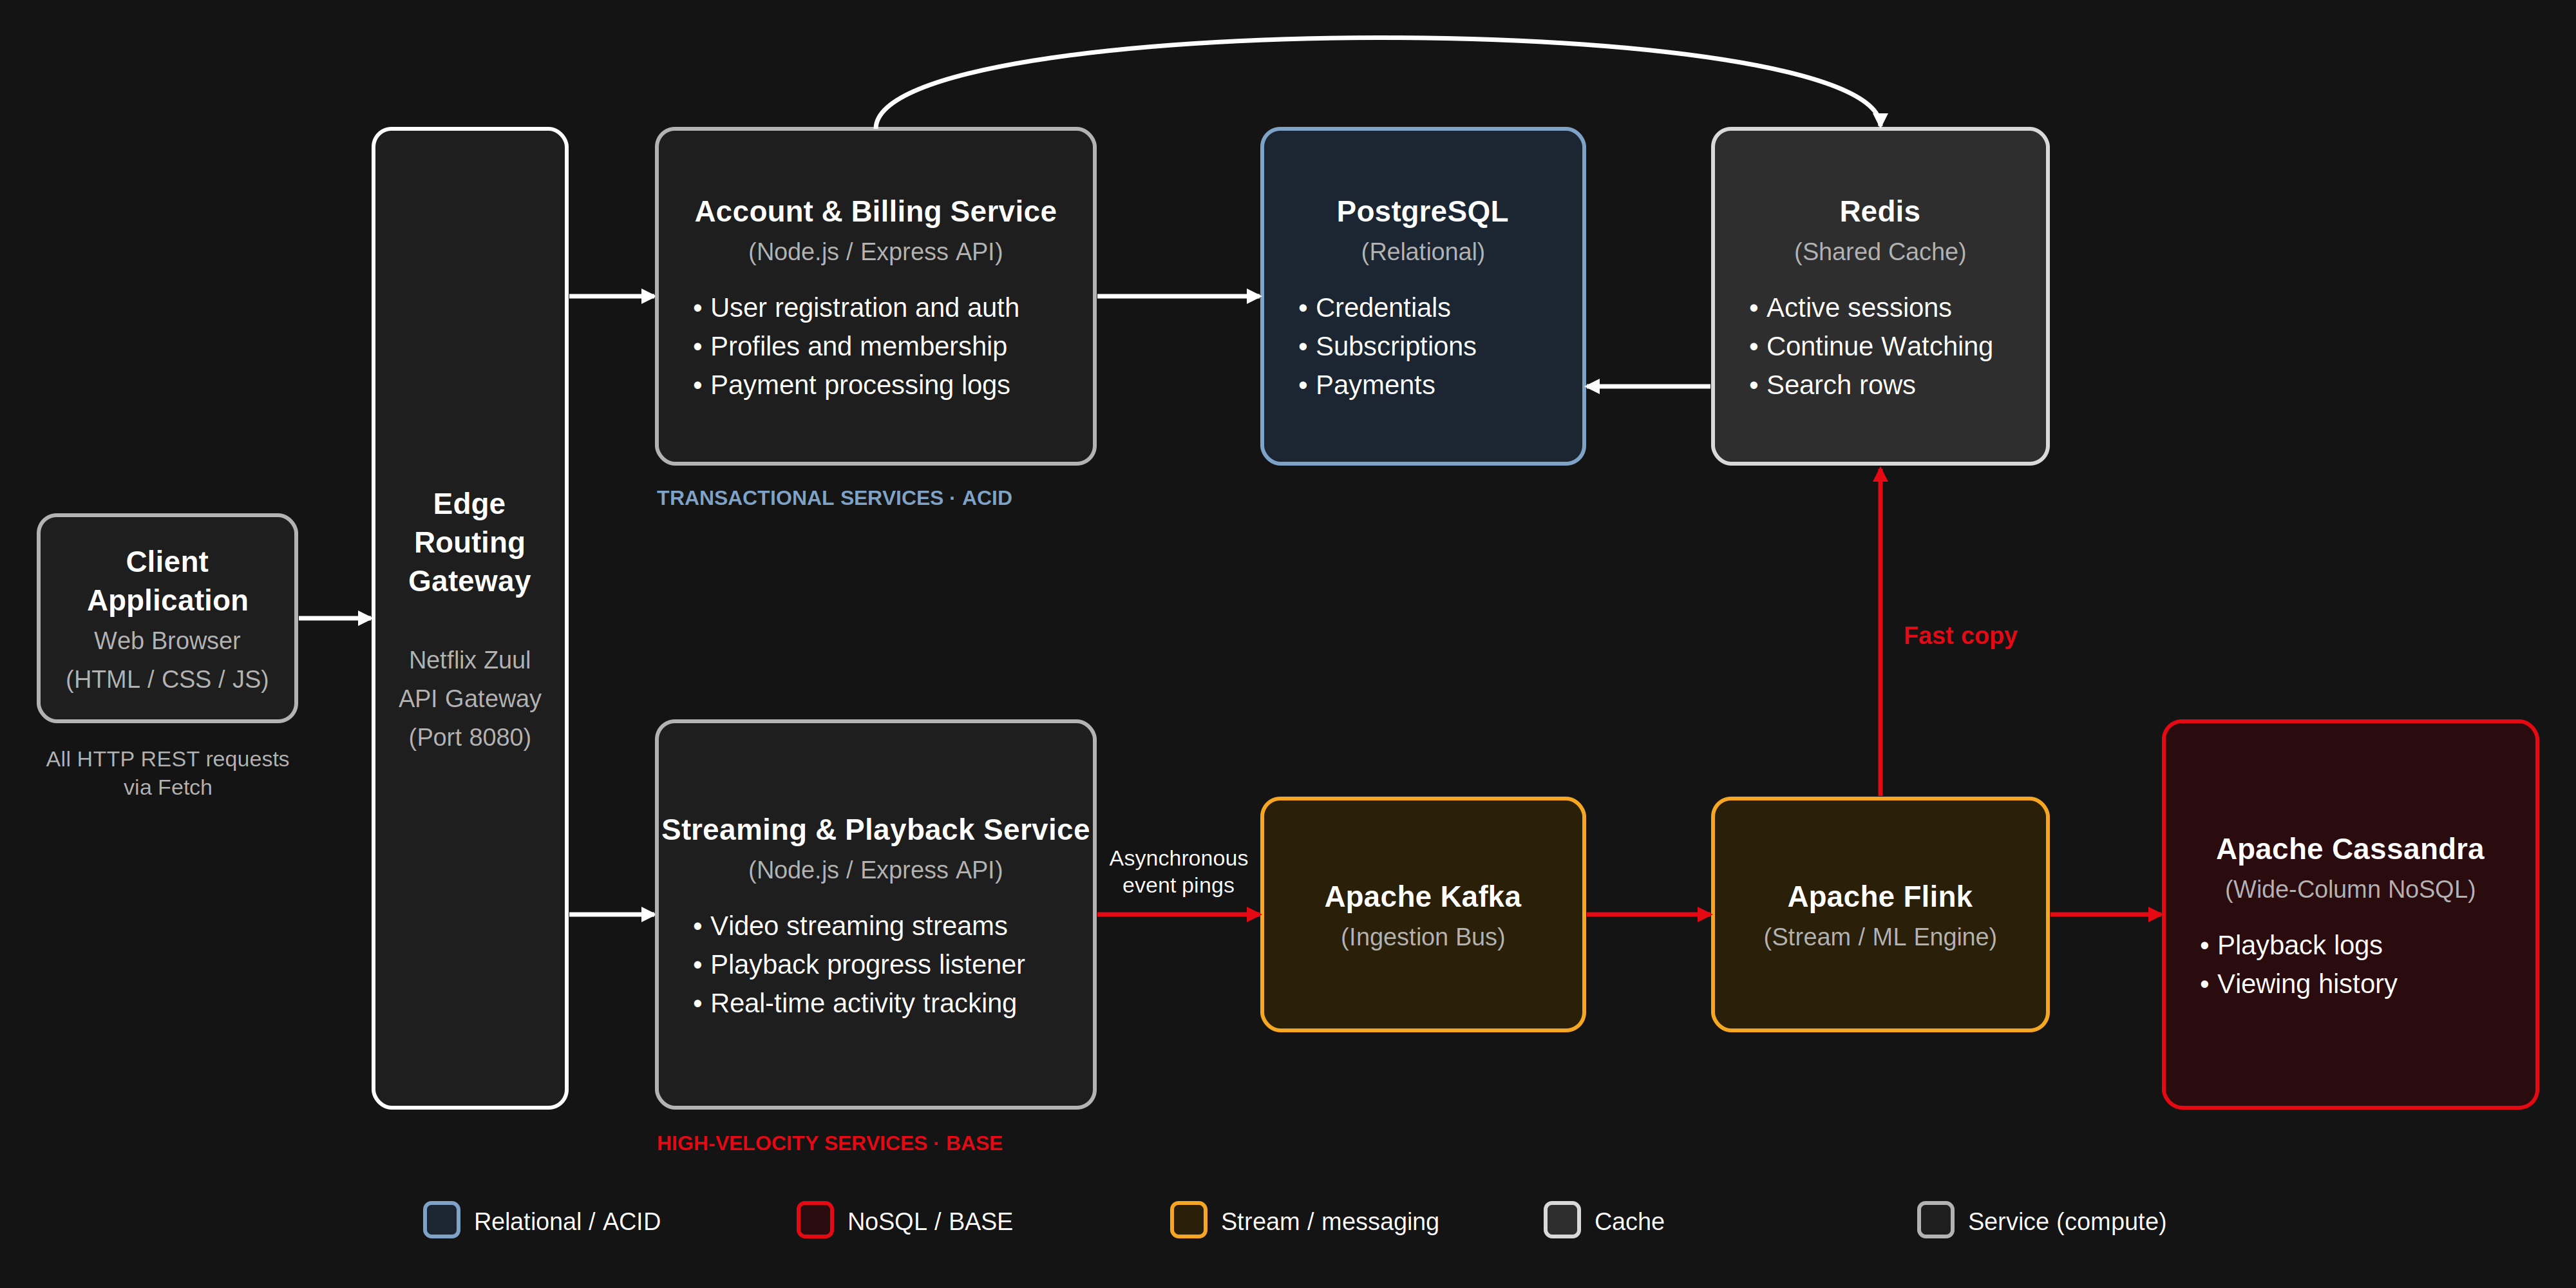 Account & Billing Service
(Node.js / Express API)
• User registration and auth
• Profiles and membership
• Payment processing logs
PostgreSQL
(Relational)
• Credentials
• Subscriptions
• Payments
Redis
(Shared Cache)
• Active sessions
• Continue Watching
• Search rows
TRANSACTIONAL SERVICES · ACID
Client
Application
Web Browser
(HTML / CSS / JS)
All HTTP REST requests
via Fetch
Edge
Routing
Gateway
Netflix Zuul
API Gateway
(Port 8080)
Fast copy
Streaming & Playback Service
(Node.js / Express API)
• Video streaming streams
• Playback progress listener
• Real-time activity tracking
Asynchronous
event pings
Apache Kafka
(Ingestion Bus)
Apache Flink
(Stream / ML Engine)
Apache Cassandra
(Wide-Column NoSQL)
• Playback logs
• Viewing history
HIGH-VELOCITY SERVICES · BASE
Relational / ACID
NoSQL / BASE
Stream / messaging
Cache
Service (compute)